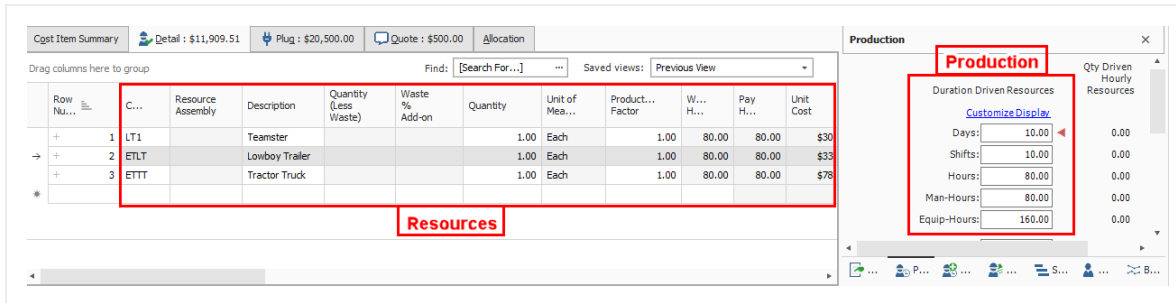 Cost Item Summary Detail : $11,909.51 Plug : $20,500.00 Quote : $500.00 Allocation
Drag columns here to group Find: [Search For...] ... Saved views: Previous View
Row Nu... C... Resource Assembly Description Quantity (Less Waste) Waste % Add-on Quantity Unit of Mea... Product... Factor W... H... Pay H... Unit Cost
1 LT1 Teamster 1.00 Each 1.00 80.00 80.00 $30
2 ETLT Lowboy Trailer 1.00 Each 1.00 80.00 80.00 $33
3 ETTT Tractor Truck 1.00 Each 1.00 80.00 80.00 $78
Resources
Production
Production
Qty Driven Hourly Resources
Duration Driven Resources
Customize Display
Days: 10.00 0.00
Shifts: 10.00 0.00
Hours: 80.00 0.00
Man-Hours: 80.00 0.00
Equip-Hours: 160.00 0.00
... P... ... ... S... ... B...